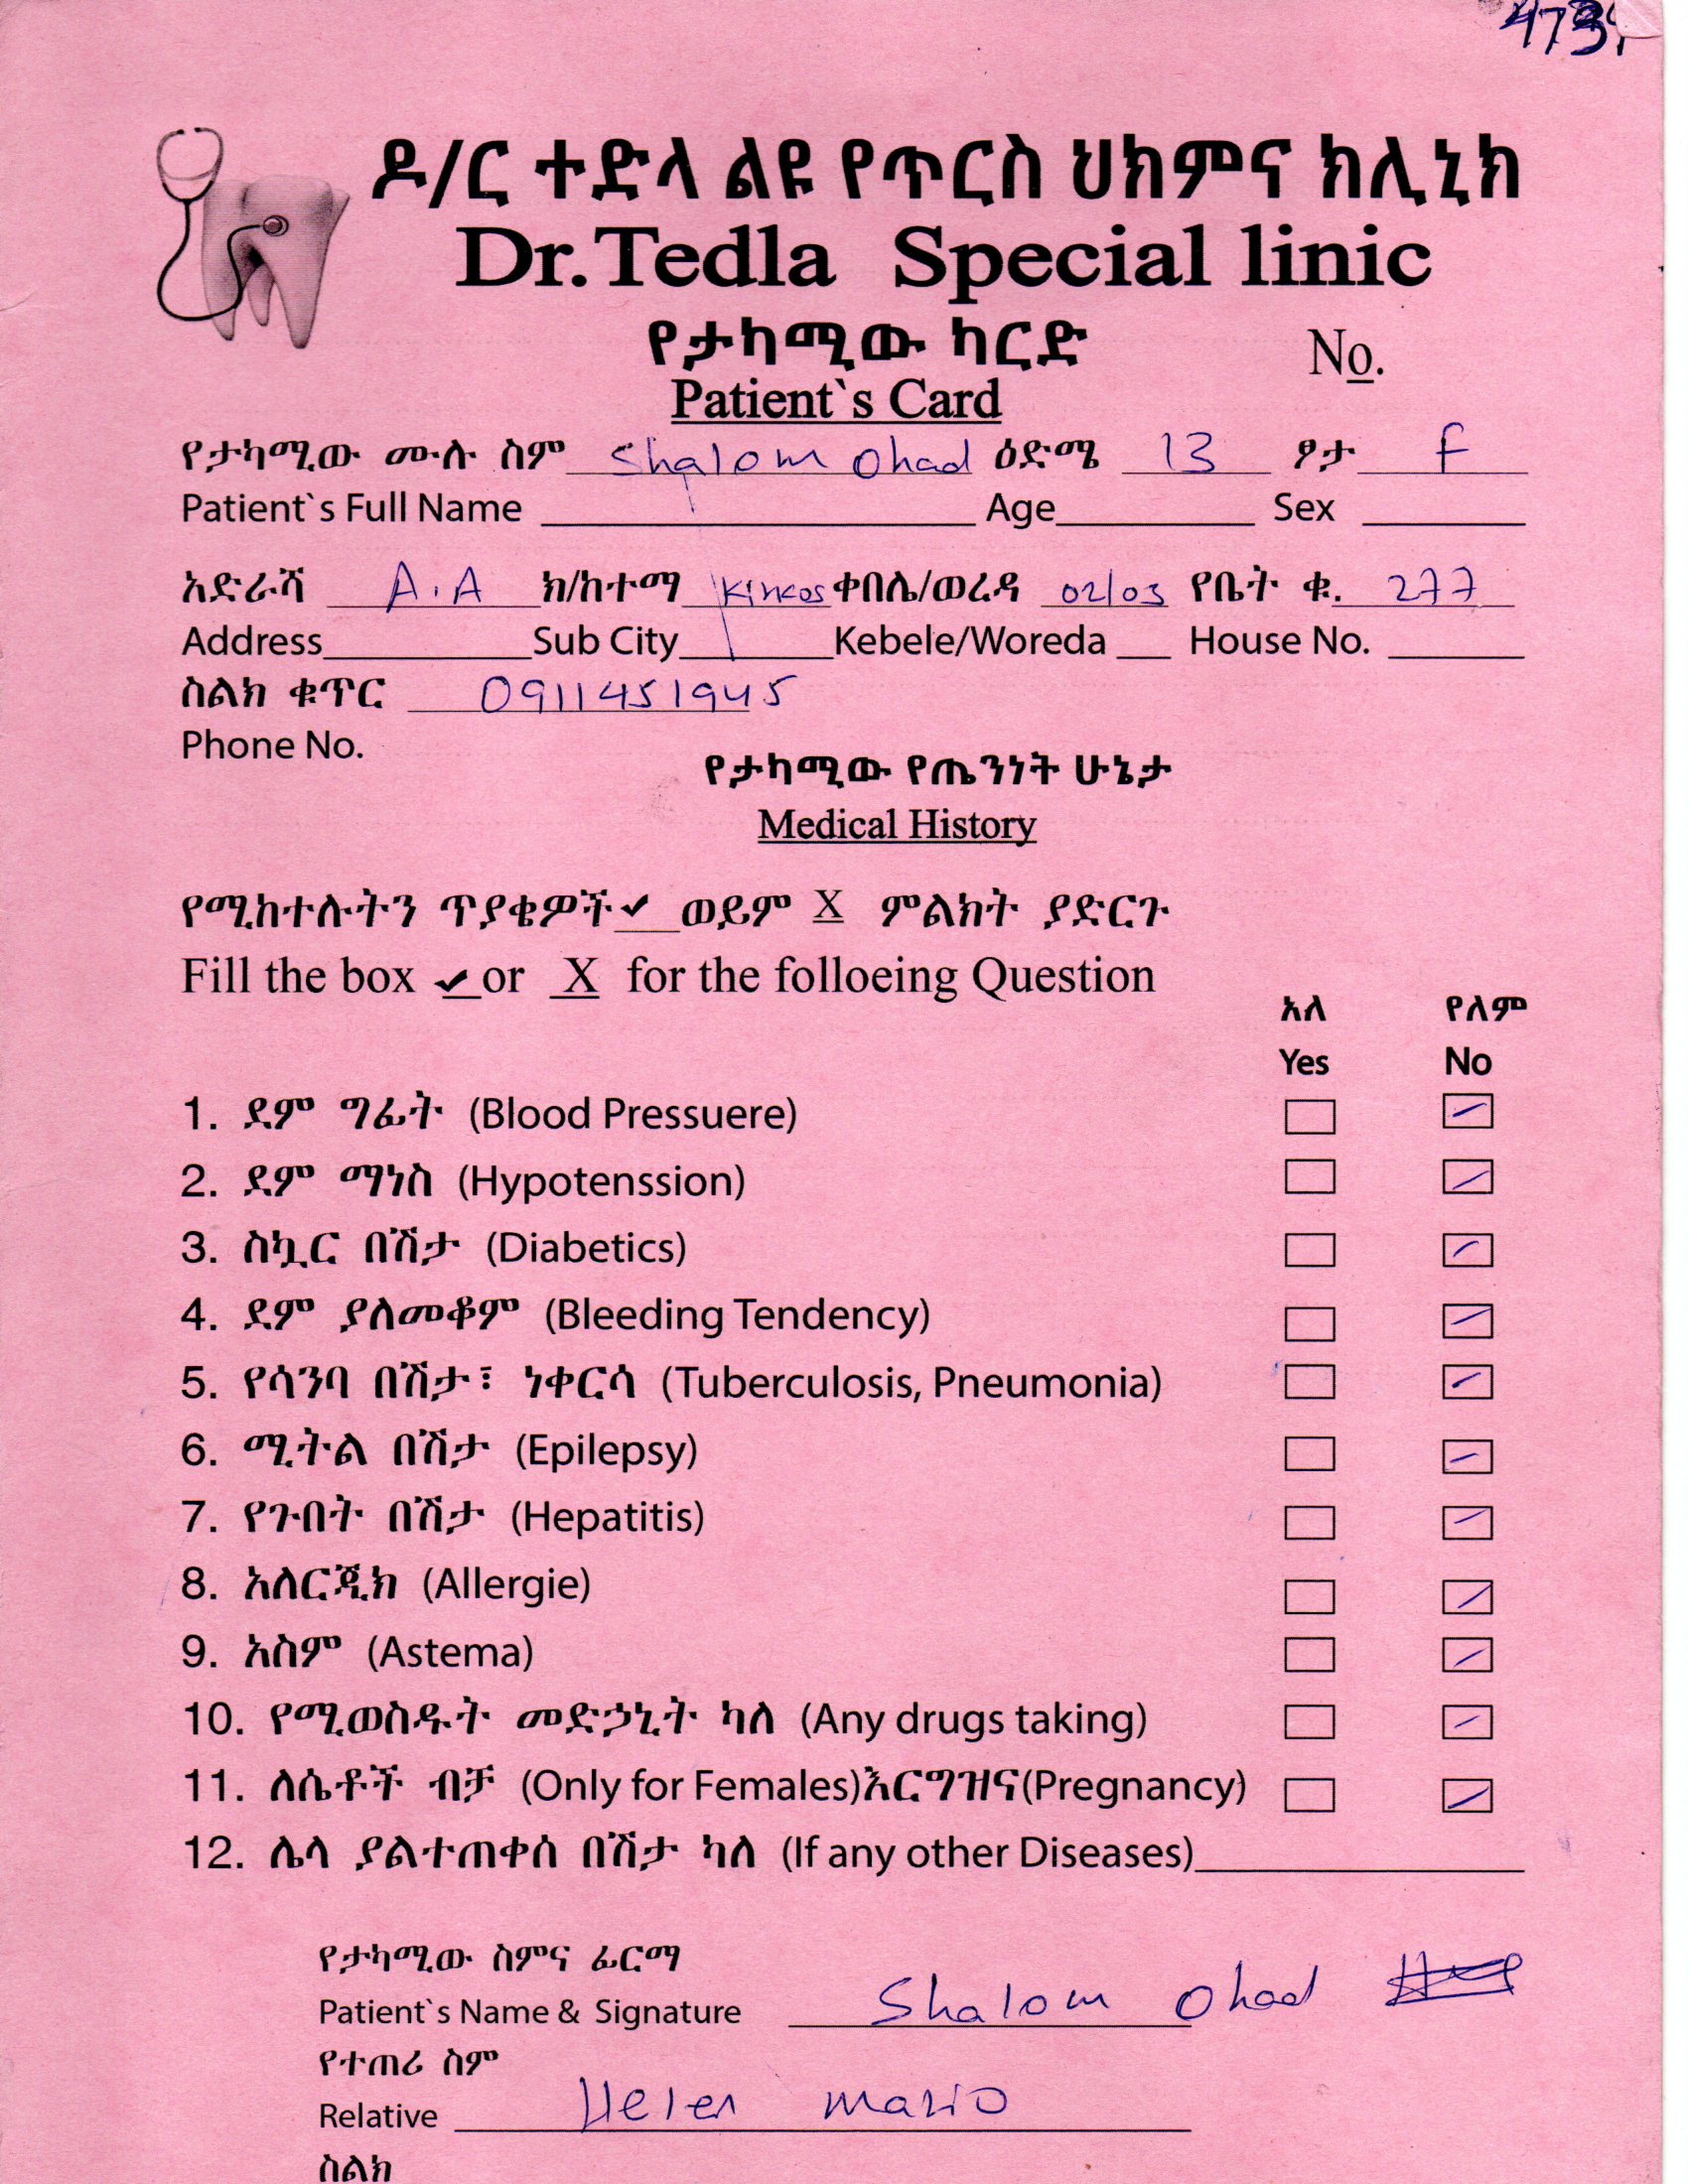 473
ዶ/ር ተድላ ልዩ የጥርስ ህክምና ክሊኒክ
Dr.Tedla Special linic
የታካሚው ካርድ
No.
Patient`s Card
የታካሚው ሙሉ ስም Shalom Ohad ዕድሜ 13 ፆታ F
Patient`s Full Name Age Sex
አድራሻ A.A ክ/ከተማ Kirkos ቀበሌ/ወረዳ 02/03 የቤት ቁ. 277
Address Sub City Kebele/Woreda House No.
ስልክ ቁጥር 0911451945
Phone No.
የታካሚው የጤንነት ሁኔታ
Medical History
የሚከተሉትን ጥያቄዎች ✓ ወይም X ምልክት ያድርጉ
Fill the box ✓ or X for the folloeing Question
አለ የለም
Yes No
1. ደም ግፊት (Blood Pressuere)
2. ደም ማነስ (Hypotenssion)
3. ስኳር በሽታ (Diabetics)
4. ደም ያለመቆም (Bleeding Tendency)
5. የሳንባ በሽታ፣ ነቀርሳ (Tuberculosis, Pneumonia)
6. ሚትል በሽታ (Epilepsy)
7. የጉበት በሽታ (Hepatitis)
8. አለርጂክ (Allergie)
9. አስም (Astema)
10. የሚወስዱት መድኃኒት ካለ (Any drugs taking)
11. ለሴቶች ብቻ (Only for Females)እርግዝና(Pregnancy)
12. ሌላ ያልተጠቀሰ በሽታ ካለ (If any other Diseases)
የታካሚው ስምና ፊርማ
Patient`s Name & Signature Shalom Ohad
የተጠሪ ስም
Relative Helen mario
ስልክ